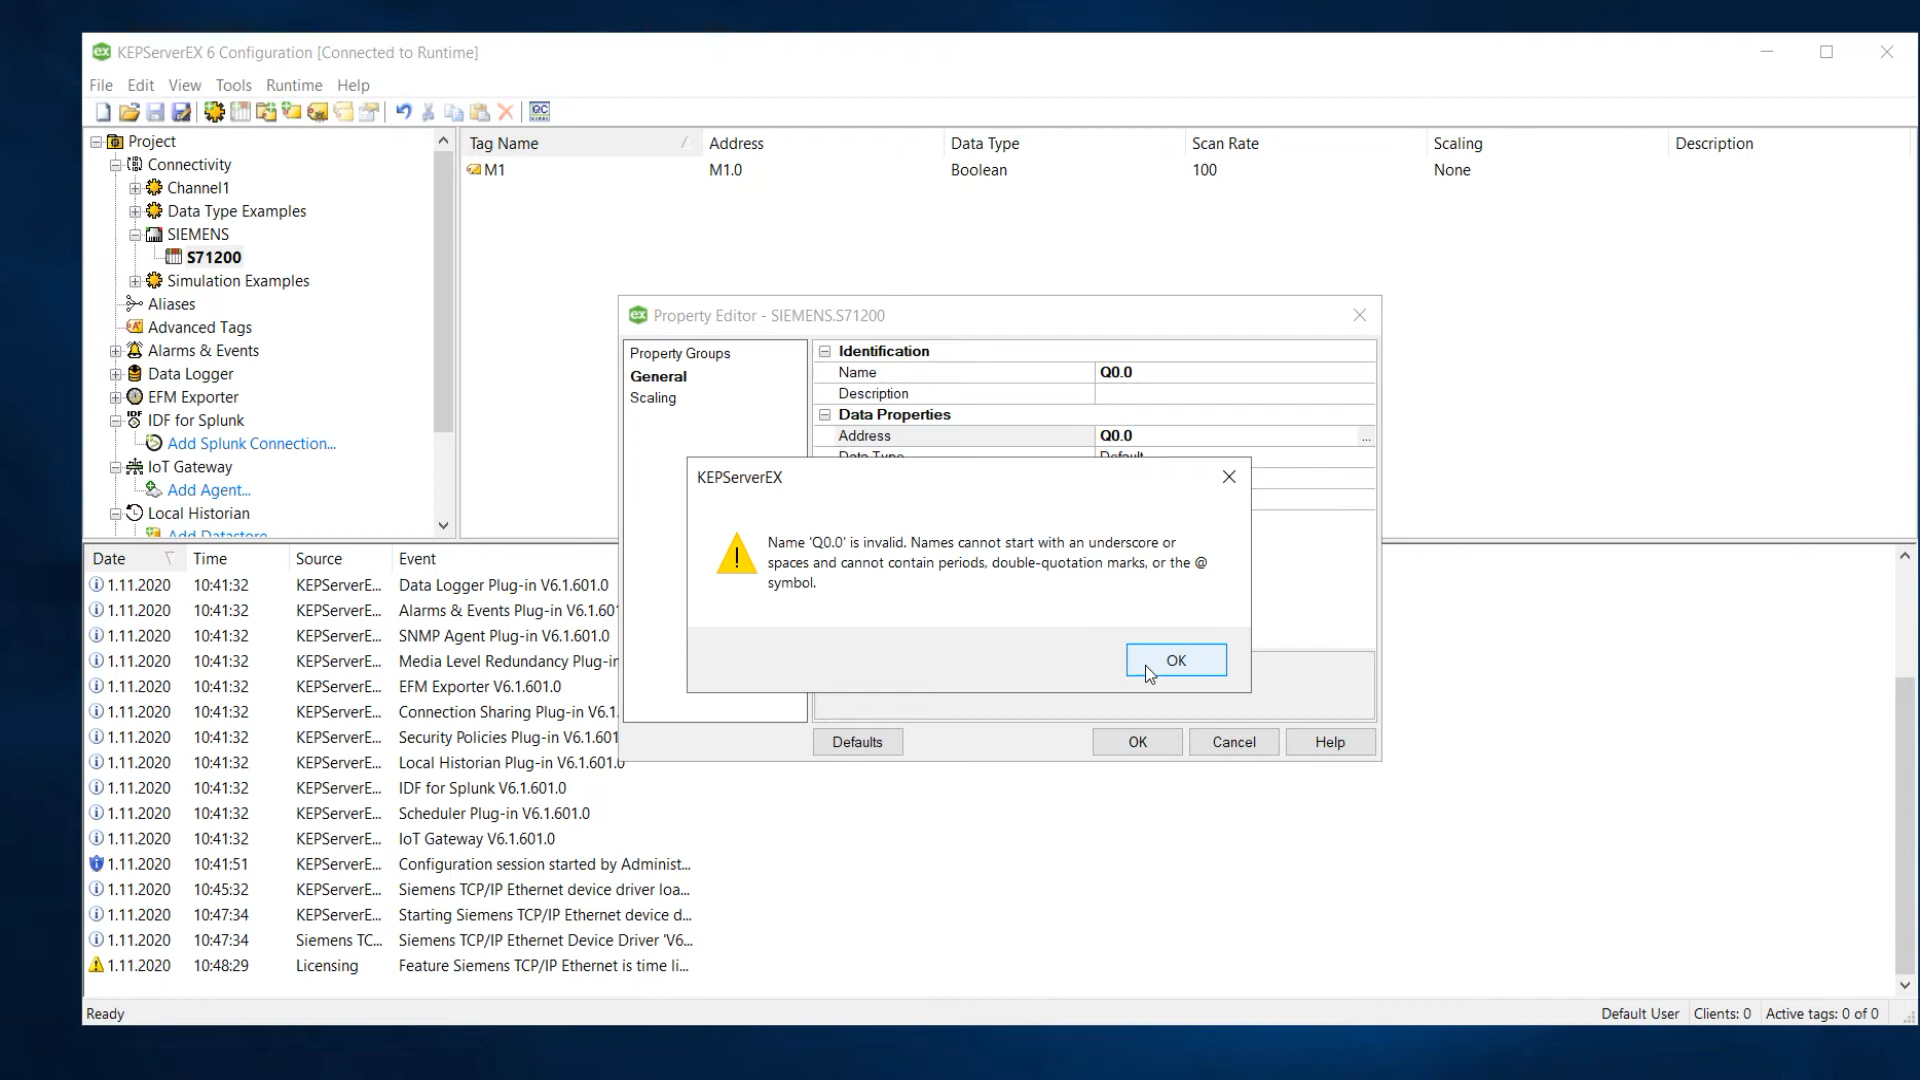 KEPServerEX 6 Configuration [Connected to Runtime]
File Edit View Tools Runtime Help
Project
Connectivity
Channel1
Data Type Examples
SIEMENS
S71200
Simulation Examples
Aliases
Advanced Tags
Alarms & Events
Data Logger
EFM Exporter
IDF for Splunk
Add Splunk Connection...
IoT Gateway
Add Agent...
Local Historian
Add Datastore
Tag Name Address Data Type Scan Rate Scaling Description
M1 M1.0 Boolean 100 None
Property Editor - SIEMENS.S71200
Property Groups
General
Scaling
Identification
Name Q0.0
Description
Data Properties
Address Q0.0 ...
Data Type Default
KEPServerEX
Name 'Q0.0' is invalid. Names cannot start with an underscore or
spaces and cannot contain periods, double-quotation marks, or the @
symbol.
OK
Defaults OK Cancel Help
Date Time Source Event
1.11.2020 10:41:32 KEPServerE... Data Logger Plug-in V6.1.601.0
1.11.2020 10:41:32 KEPServerE... Alarms & Events Plug-in V6.1.60
1.11.2020 10:41:32 KEPServerE... SNMP Agent Plug-in V6.1.601.0
1.11.2020 10:41:32 KEPServerE... Media Level Redundancy Plug-in
1.11.2020 10:41:32 KEPServerE... EFM Exporter V6.1.601.0
1.11.2020 10:41:32 KEPServerE... Connection Sharing Plug-in V6.1.
1.11.2020 10:41:32 KEPServerE... Security Policies Plug-in V6.1.601
1.11.2020 10:41:32 KEPServerE... Local Historian Plug-in V6.1.601.0
1.11.2020 10:41:32 KEPServerE... IDF for Splunk V6.1.601.0
1.11.2020 10:41:32 KEPServerE... Scheduler Plug-in V6.1.601.0
1.11.2020 10:41:32 KEPServerE... IoT Gateway V6.1.601.0
1.11.2020 10:41:51 KEPServerE... Configuration session started by Administ...
1.11.2020 10:45:32 KEPServerE... Siemens TCP/IP Ethernet device driver loa...
1.11.2020 10:47:34 KEPServerE... Starting Siemens TCP/IP Ethernet device d...
1.11.2020 10:47:34 Siemens TC... Siemens TCP/IP Ethernet Device Driver 'V6...
1.11.2020 10:48:29 Licensing Feature Siemens TCP/IP Ethernet is time li...
Ready Default User Clients: 0 Active tags: 0 of 0